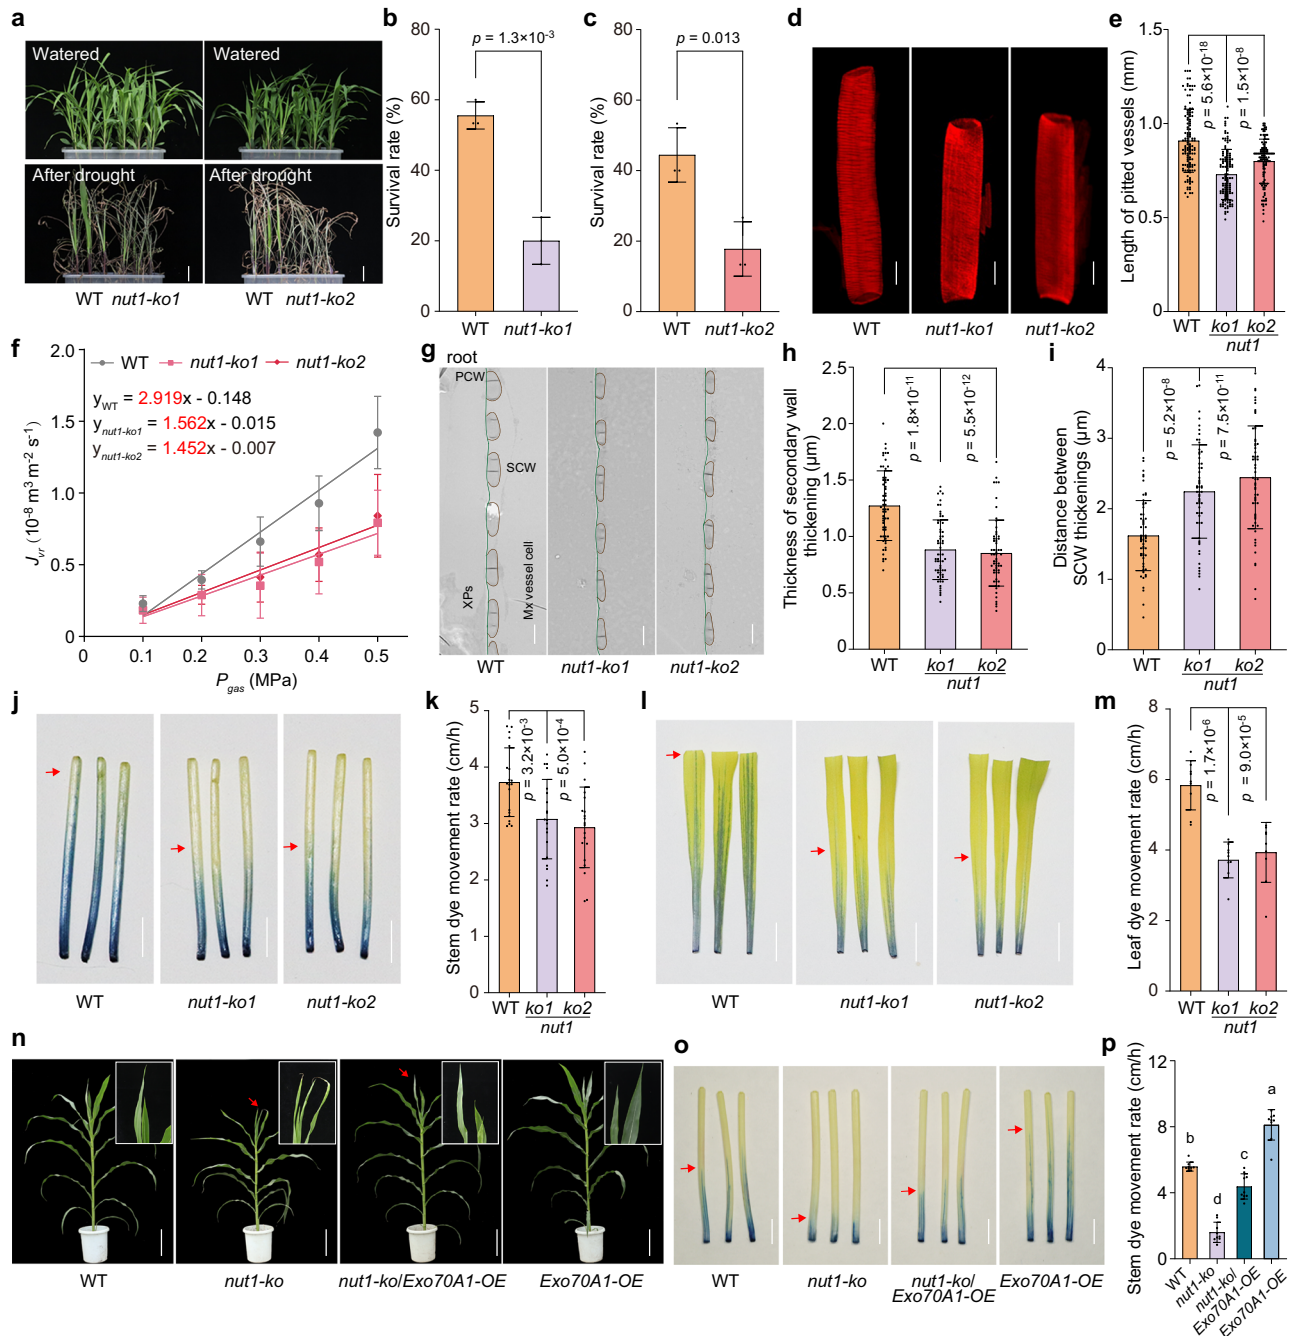 a
Watered
Watered
After drought
After drought
WT nut1-ko1
WT nut1-ko2
b
Survival rate (%)
80
60
40
20
0
p = 1.3×10-3
WT nut1-ko1
c
Survival rate (%)
80
60
40
20
0
p = 0.013
WT nut1-ko2
d
WT nut1-ko1 nut1-ko2
e
Length of pitted vessels (mm)
1.5
1.0
0.5
0
p = 5.6×10-18
p = 1.5×10-8
WT ko1 ko2
nut1
f
Jvr (10-8 m3 m-2 s-1)
2.0
1.5
1.0
0.5
0
WT nut1-ko1 nut1-ko2
yWT = 2.919x - 0.148
ynut1-ko1 = 1.562x - 0.015
ynut1-ko2 = 1.452x - 0.007
0 0.1 0.2 0.3 0.4 0.5
Pgas (MPa)
g
root
PCW
SCW
XPs
Mx vessel cell
WT nut1-ko1 nut1-ko2
h
Thickness of secondary wall
thickening (μm)
2.5
2.0
1.5
1.0
0.5
0
p = 1.8×10-11
p = 5.5×10-12
WT ko1 ko2
nut1
i
Distance between
SCW thickenings (μm)
4
3
2
1
0
p = 5.2×10-8
p = 7.5×10-11
WT ko1 ko2
nut1
j
WT nut1-ko1 nut1-ko2
k
Stem dye movement rate (cm/h)
5
4
3
2
1
0
p = 3.2×10-3
p = 5.0×10-4
WT ko1 ko2
nut1
l
WT nut1-ko1 nut1-ko2
m
Leaf dye movement rate (cm/h)
8
6
4
2
0
p = 1.7×10-6
p = 9.0×10-5
WT ko1 ko2
nut1
n
WT nut1-ko nut1-ko/Exo70A1-OE Exo70A1-OE
o
WT nut1-ko nut1-ko/ Exo70A1-OE
Exo70A1-OE
p
Stem dye movement rate (cm/h)
12
8
4
0
b
d
c
a
WT
nut1-ko
nut1-ko/
Exo70A1-OE
Exo70A1-OE